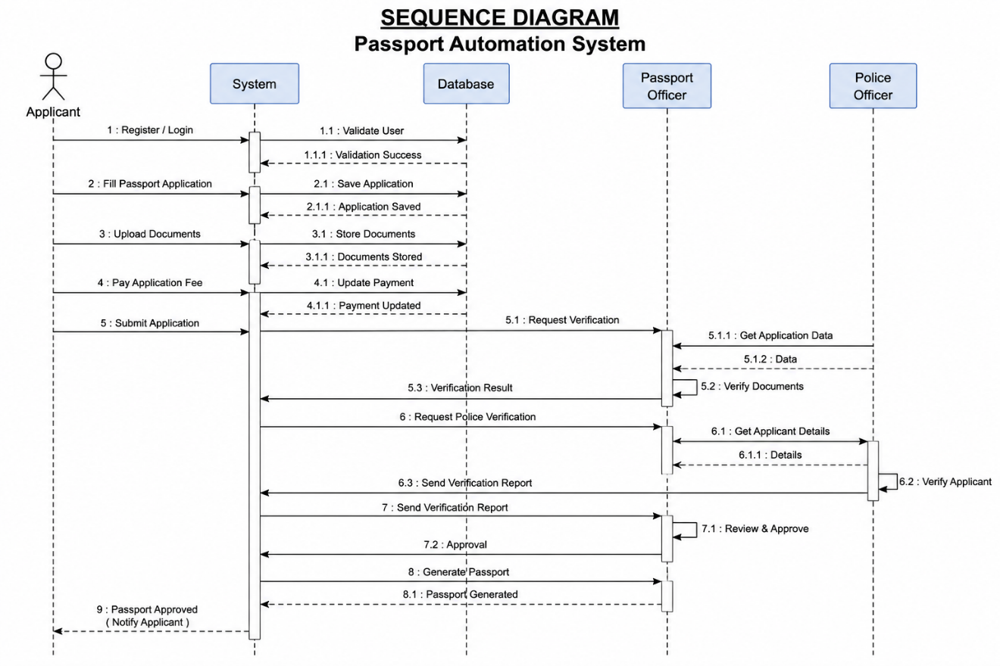 SEQUENCE DIAGRAM
Passport Automation System
Applicant
System
Database
Passport
Officer
Police
Officer
1 : Register / Login
1.1 : Validate User
1.1.1 : Validation Success
2 : Fill Passport Application
2.1 : Save Application
2.1.1 : Application Saved
3 : Upload Documents
3.1 : Store Documents
3.1.1 : Documents Stored
4 : Pay Application Fee
4.1 : Update Payment
4.1.1 : Payment Updated
5 : Submit Application
5.1 : Request Verification
5.1.1 : Get Application Data
5.1.2 : Data
5.2 : Verify Documents
5.3 : Verification Result
6 : Request Police Verification
6.1 : Get Applicant Details
6.1.1 : Details
6.2 : Verify Applicant
6.3 : Send Verification Report
7 : Send Verification Report
7.1 : Review & Approve
7.2 : Approval
8 : Generate Passport
8.1 : Passport Generated
9 : Passport Approved
( Notify Applicant )